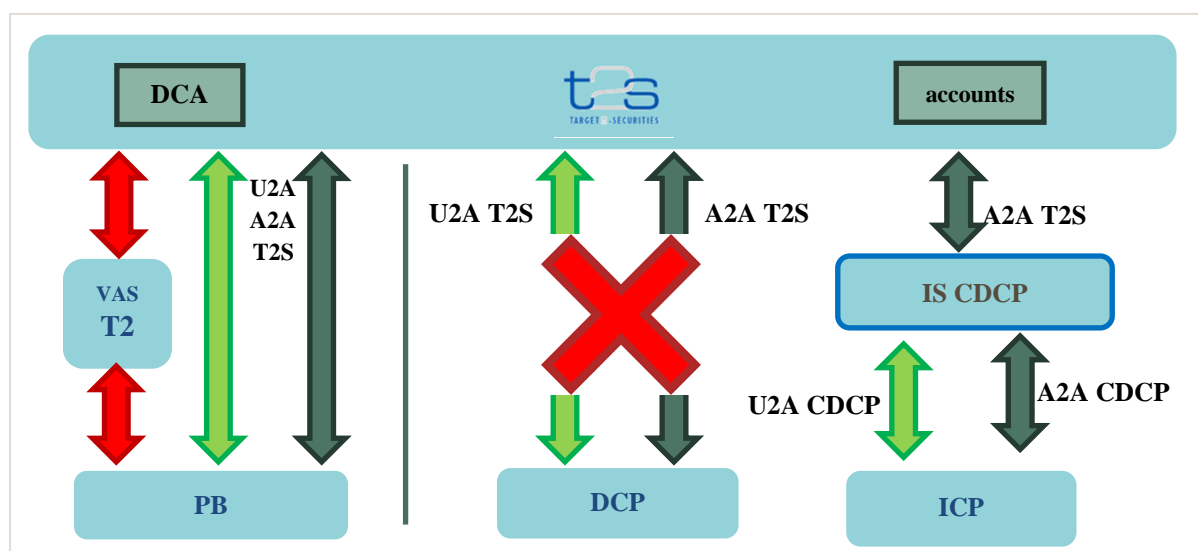 DCA
t2s
TARGET2-SECURITIES
accounts
U2A
A2A
T2S
U2A T2S
A2A T2S
A2A T2S
VAS
T2
IS CDCP
U2A CDCP
A2A CDCP
PB
DCP
ICP